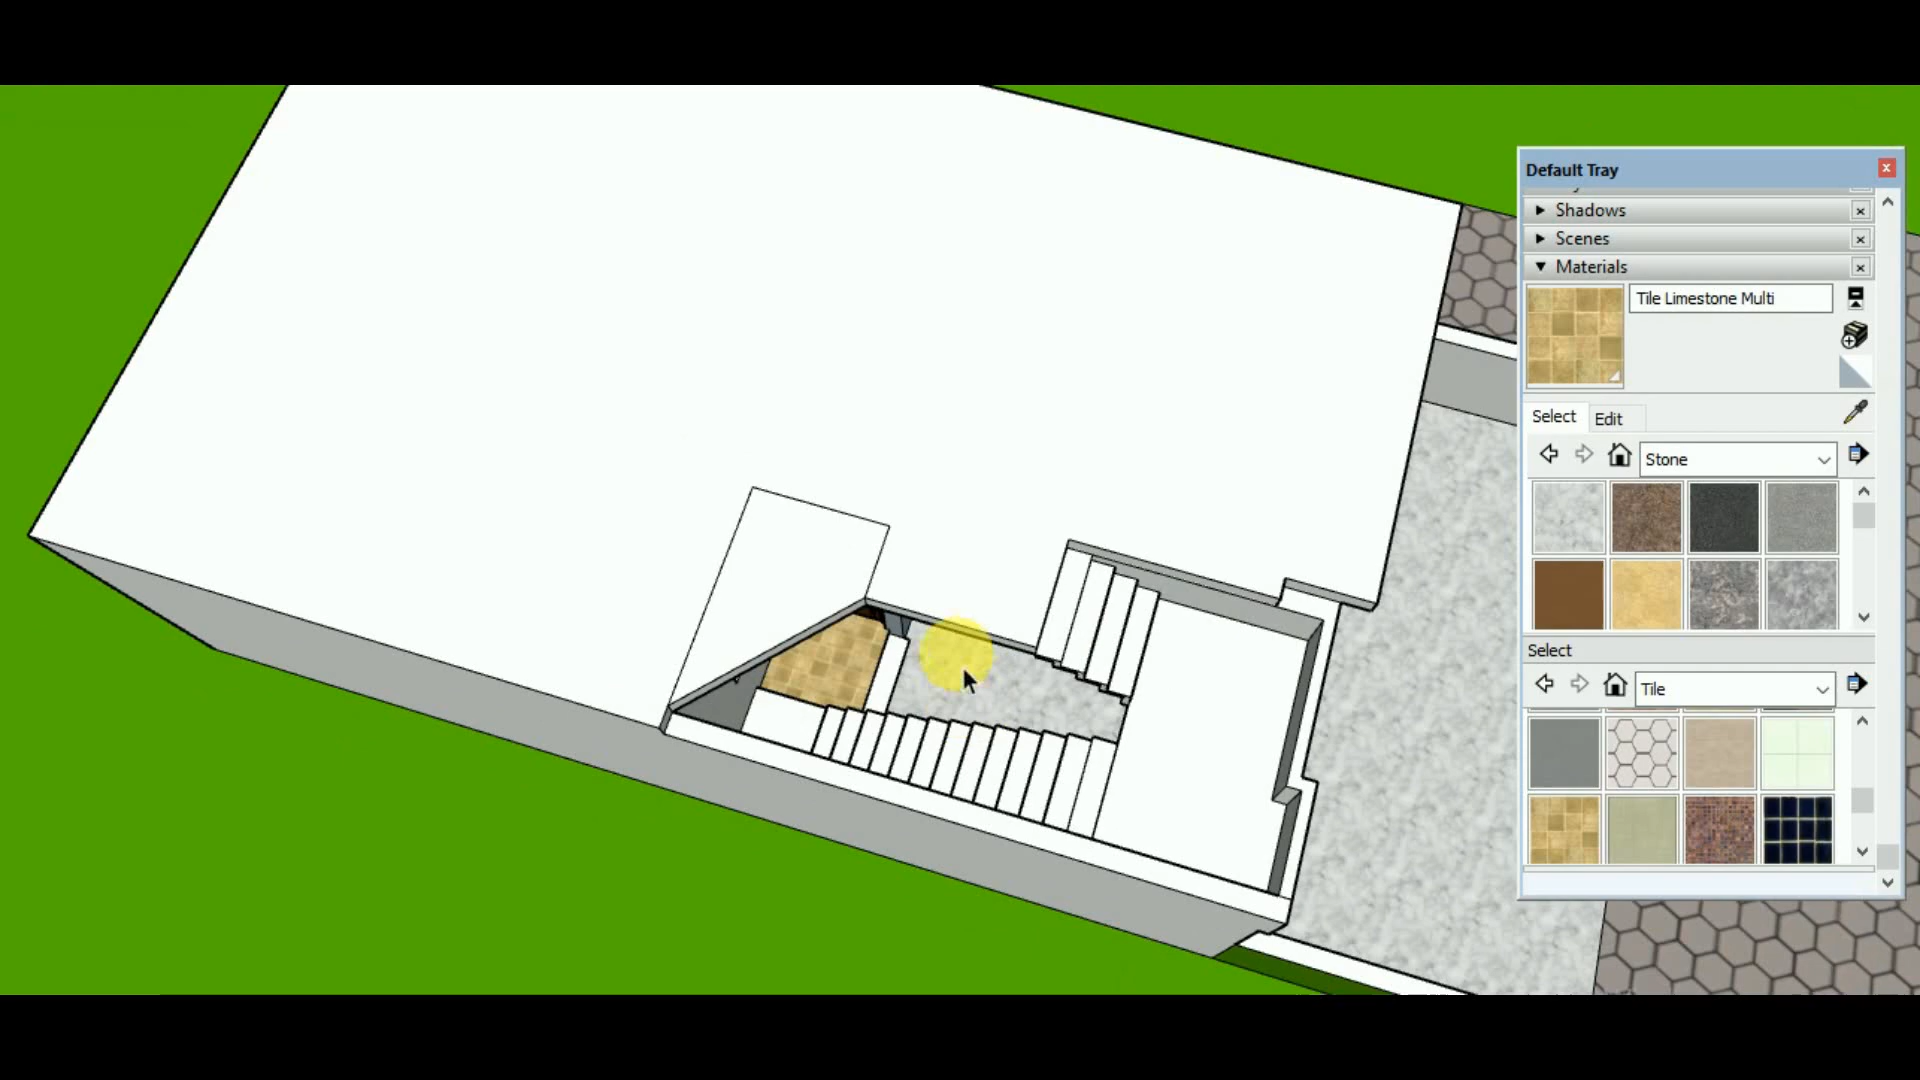 Default Tray
Shadows
Scenes
Materials
Tile Limestone Multi
Select
Edit
Stone
Select
Tile